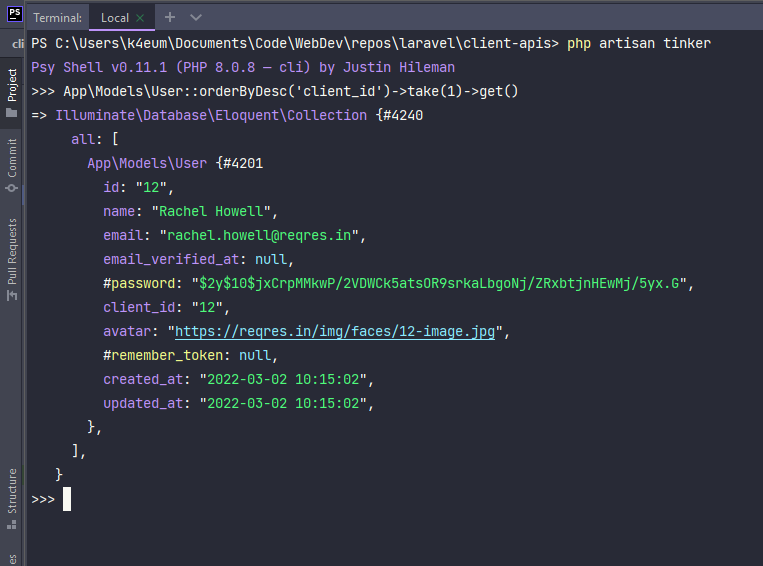 PS
Terminal: Local × + ∨
cli
PS C:\Users\k4eum\Documents\Code\WebDev\repos\laravel\client-apis> php artisan tinker
Psy Shell v0.11.1 (PHP 8.0.8 — cli) by Justin Hileman
>>> App\Models\User::orderByDesc('client_id')->take(1)->get()
=> Illuminate\Database\Eloquent\Collection {#4240
all: [
App\Models\User {#4201
id: "12",
name: "Rachel Howell",
email: "rachel.howell@reqres.in",
email_verified_at: null,
#password: "$2y$10$jxCrpMMkwP/2VDWCk5atsOR9srkaLbgoNj/ZRxbtjnHEwMj/5yx.G",
client_id: "12",
avatar: "https://reqres.in/img/faces/12-image.jpg",
#remember_token: null,
created_at: "2022-03-02 10:15:02",
updated_at: "2022-03-02 10:15:02",
},
],
}
>>>
Project
Commit
Pull Requests
Structure
es